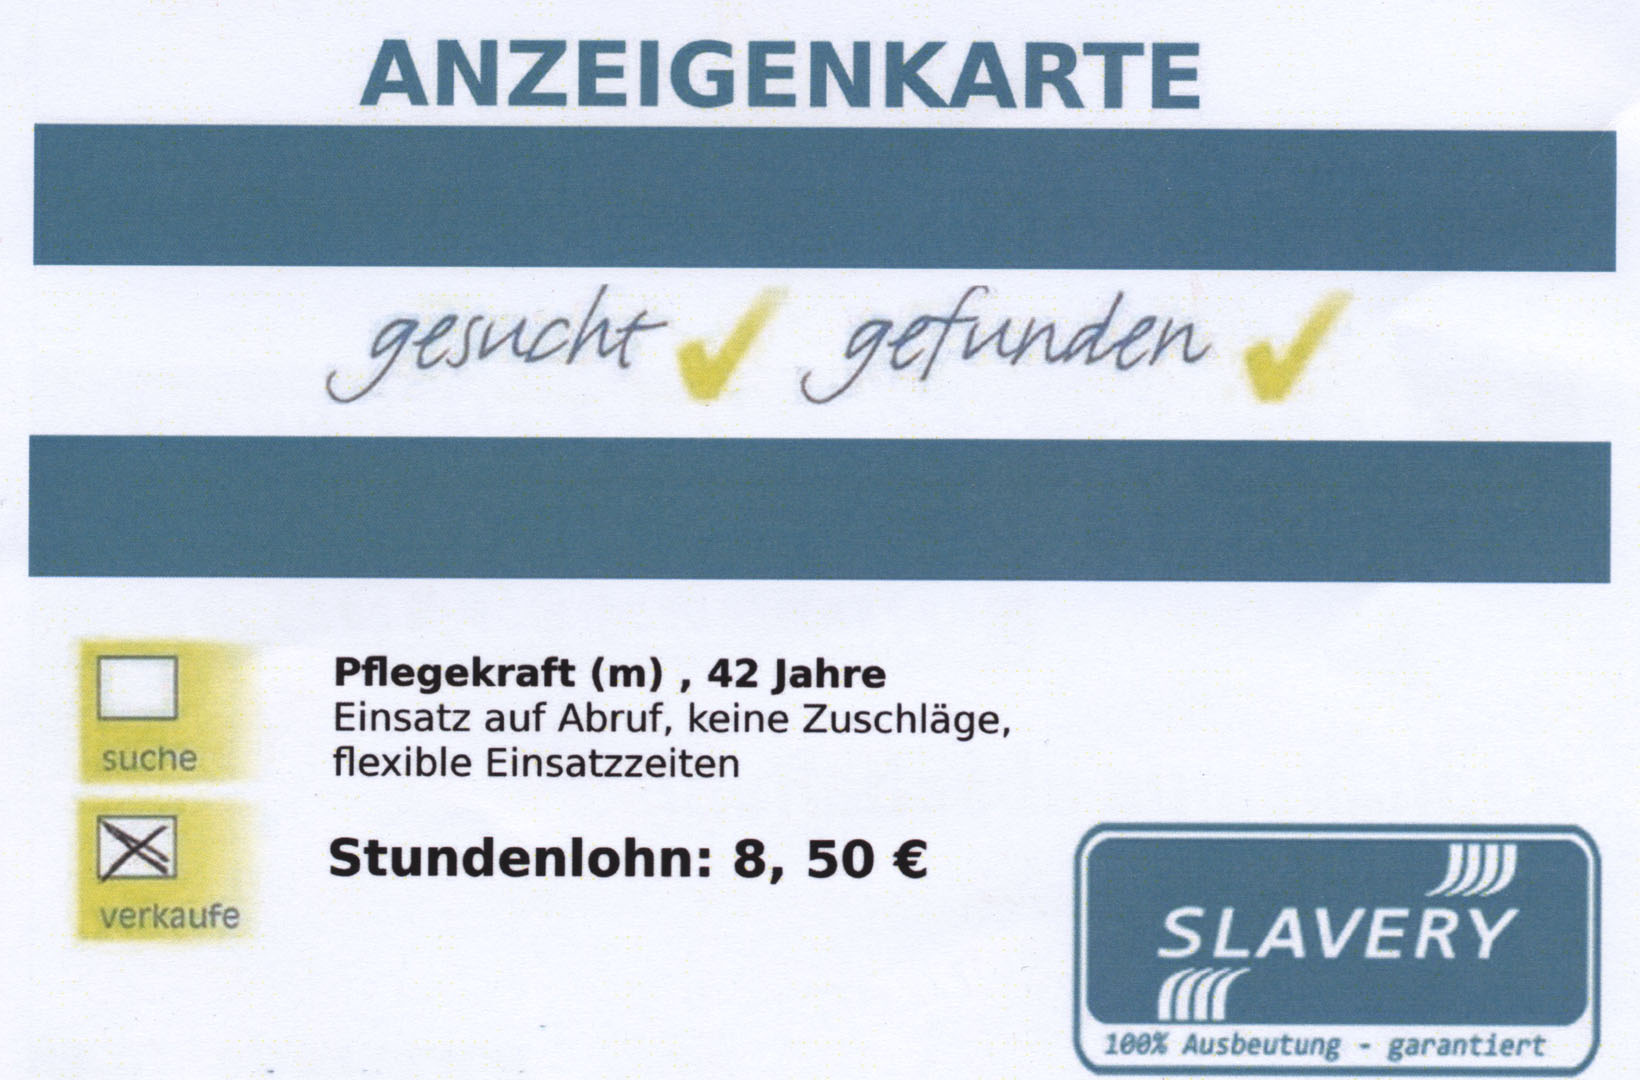 ANZEIGENKARTE
gesucht gefunden
suche
Pflegekraft (m) , 42 Jahre
Einsatz auf Abruf, keine Zuschläge,
flexible Einsatzzeiten
verkaufe
Stundenlohn: 8, 50 €
SLAVERY
100% Ausbeutung - garantiert